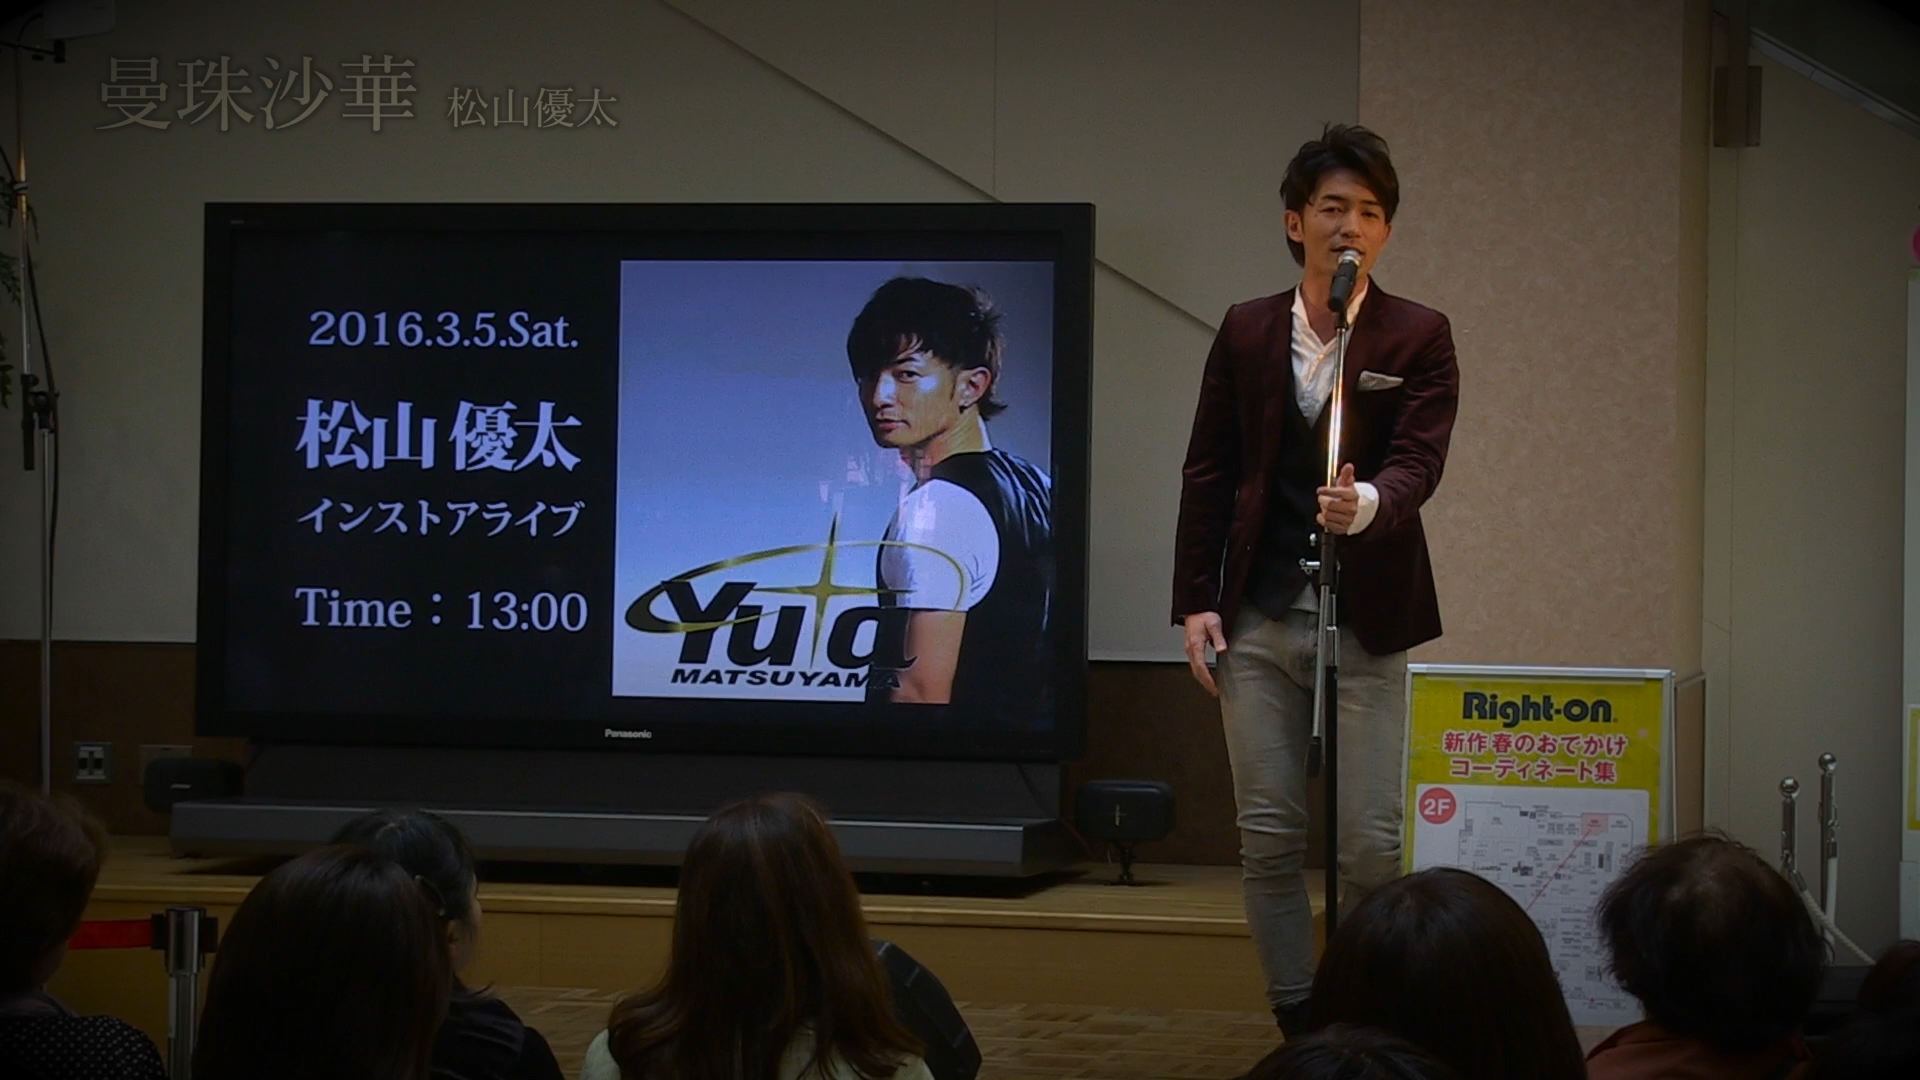 曼珠沙華 松山優太
2016.3.5.Sat.
松山 優太
インストアライブ
Time：13:00
Yuta
MATSUYAMA
Panasonic
Right-on
新作 春のおでかけ
コーディネート集
2F